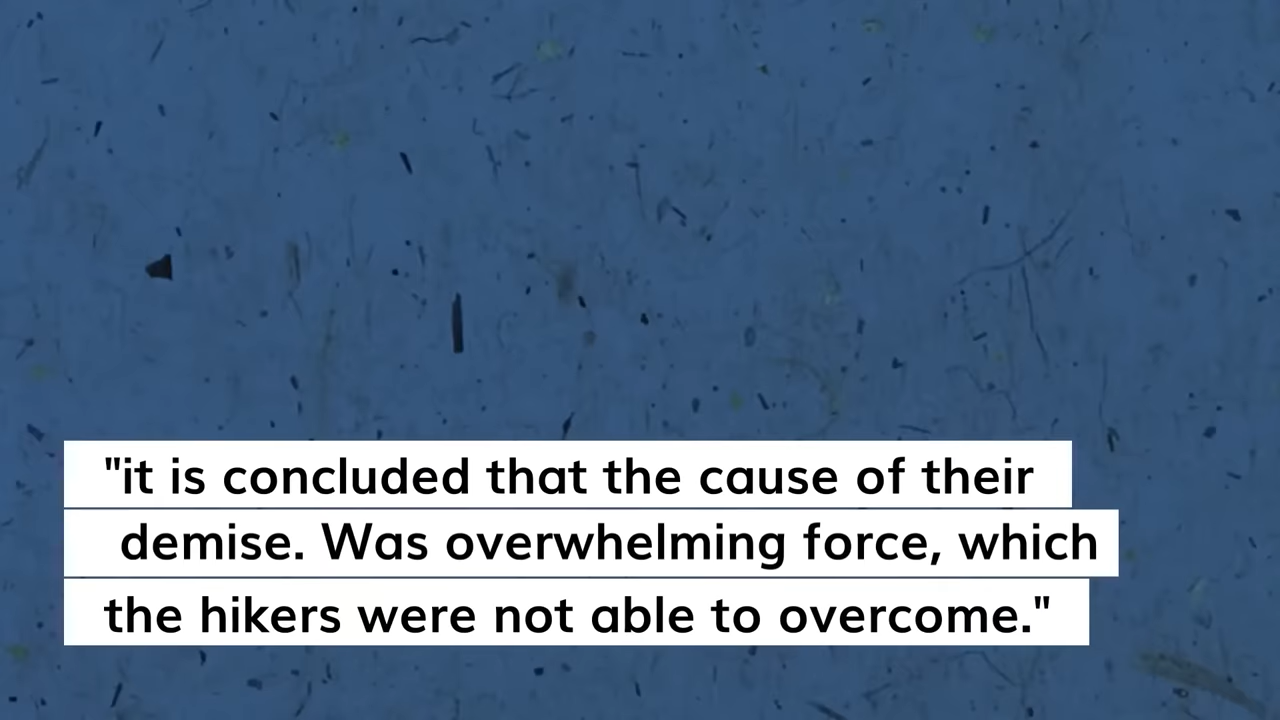 "it is concluded that the cause of their
demise. Was overwhelming force, which
the hikers were not able to overcome."